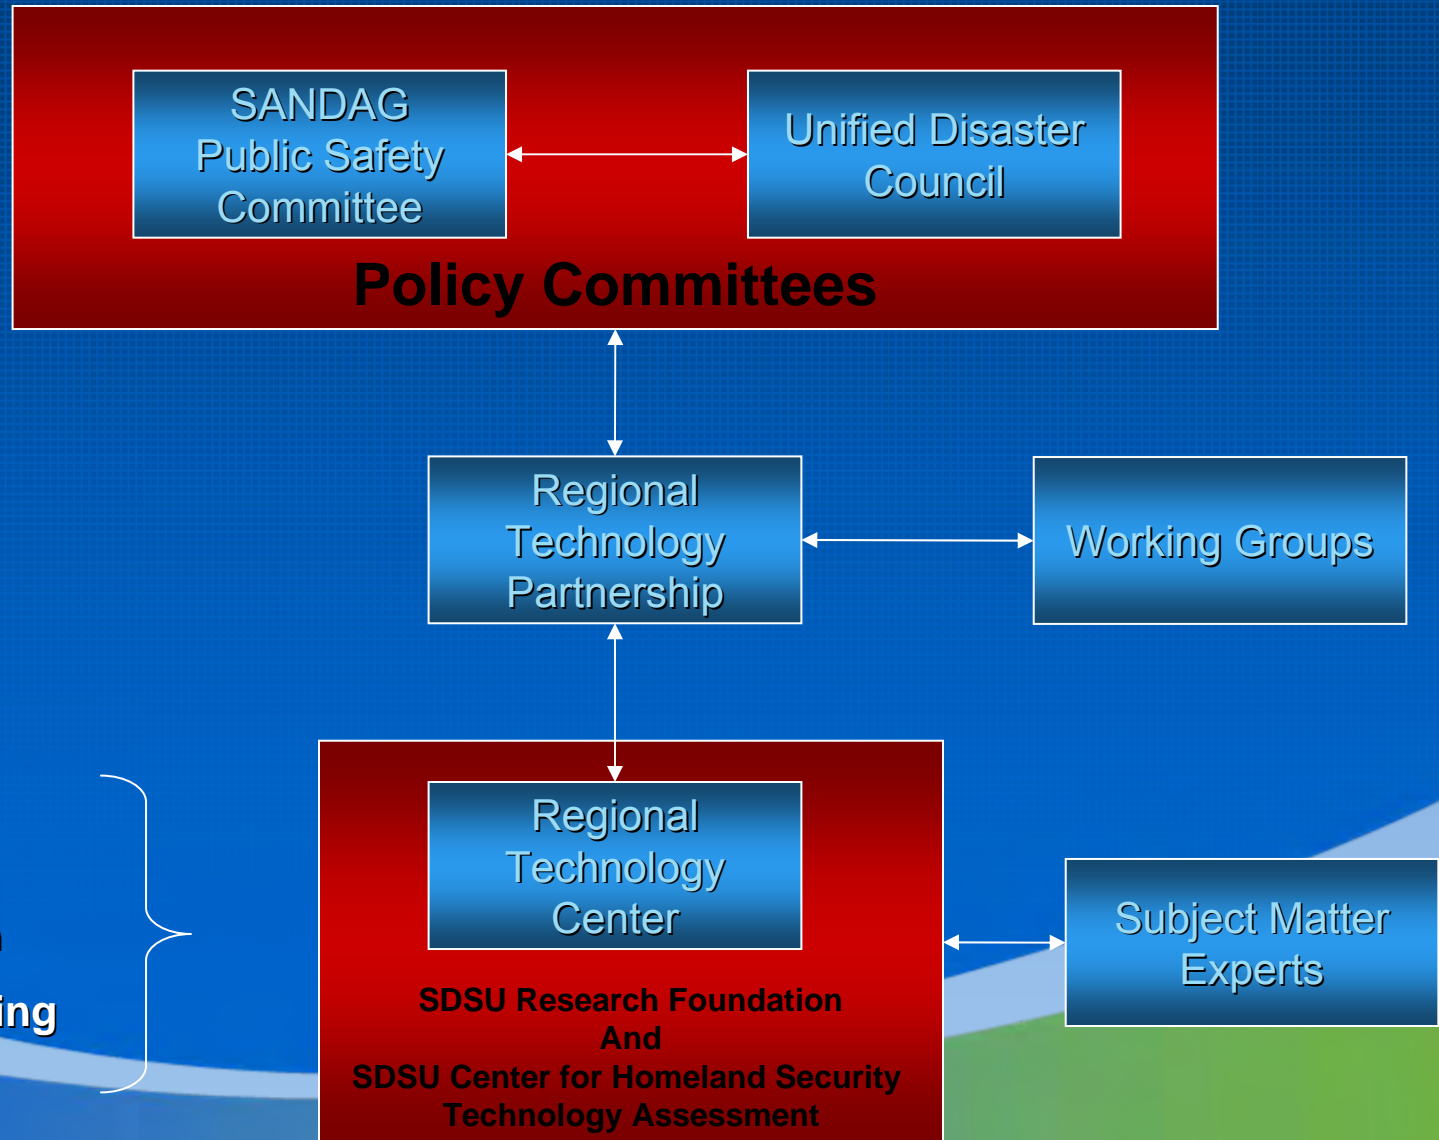 SANDAG
Public Safety
Committee
Unified Disaster
Council
Policy Committees
Regional
Technology
Partnership
Working Groups
Regional
Technology
Center
Subject Matter
Experts
SDSU Research Foundation
And
SDSU Center for Homeland Security
Technology Assessment